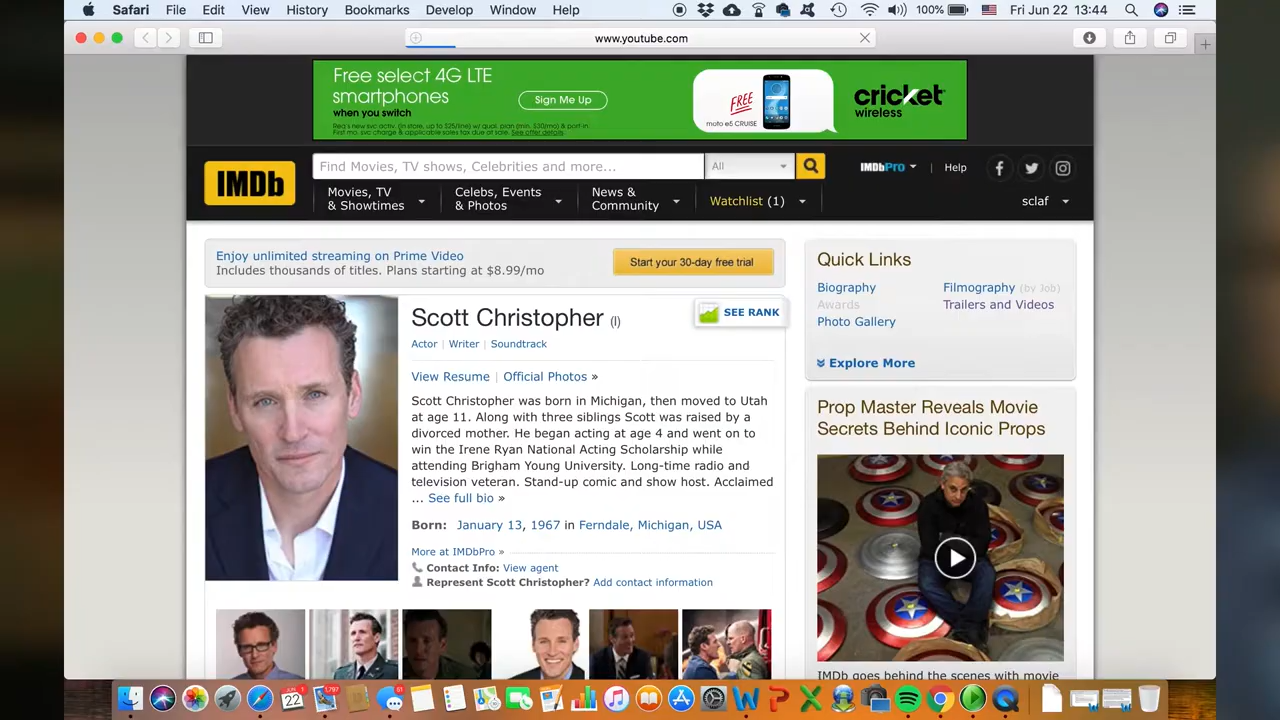 Safari File Edit View History Bookmarks Develop Window Help 100% Fri Jun 22 13:44
www.youtube.com
Free select 4G LTE
smartphones
when you switch
Sign Me Up
FREE
moto e5 CRUISE
cricket
wireless
IMDb
Find Movies, TV shows, Celebrities and more...
All
IMDbPro
Help
Movies, TV
& Showtimes
Celebs, Events
& Photos
News &
Community
Watchlist (1)
sclaf
Enjoy unlimited streaming on Prime Video
Includes thousands of titles. Plans starting at $8.99/mo
Start your 30-day free trial
Scott Christopher (I)
SEE RANK
Actor | Writer | Soundtrack
View Resume | Official Photos »
Scott Christopher was born in Michigan, then moved to Utah
at age 11. Along with three siblings Scott was raised by a
divorced mother. He began acting at age 4 and went on to
win the Irene Ryan National Acting Scholarship while
attending Brigham Young University. Long-time radio and
television veteran. Stand-up comic and show host. Acclaimed
... See full bio »
Born: January 13, 1967 in Ferndale, Michigan, USA
More at IMDbPro »
Contact Info: View agent
Represent Scott Christopher? Add contact information
Quick Links
Biography
Filmography (by Job)
Awards
Trailers and Videos
Photo Gallery
Explore More
Prop Master Reveals Movie
Secrets Behind Iconic Props
IMDb goes behind the scenes with movie
22
1,797
51